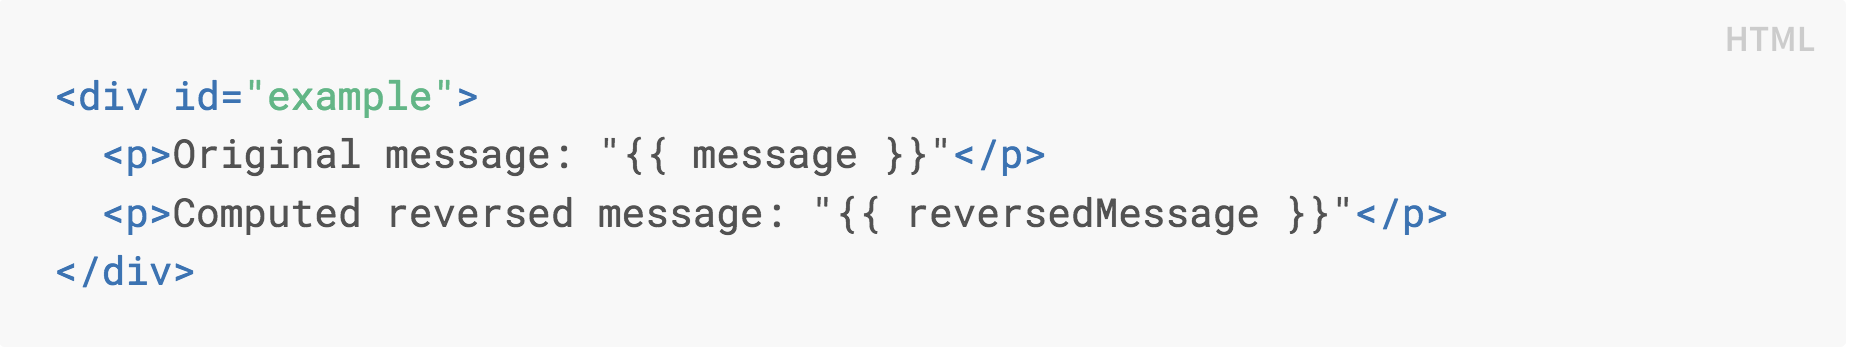 HTML
<div id="example">
  <p>Original message: "{{ message }}"</p>
  <p>Computed reversed message: "{{ reversedMessage }}"</p>
</div>